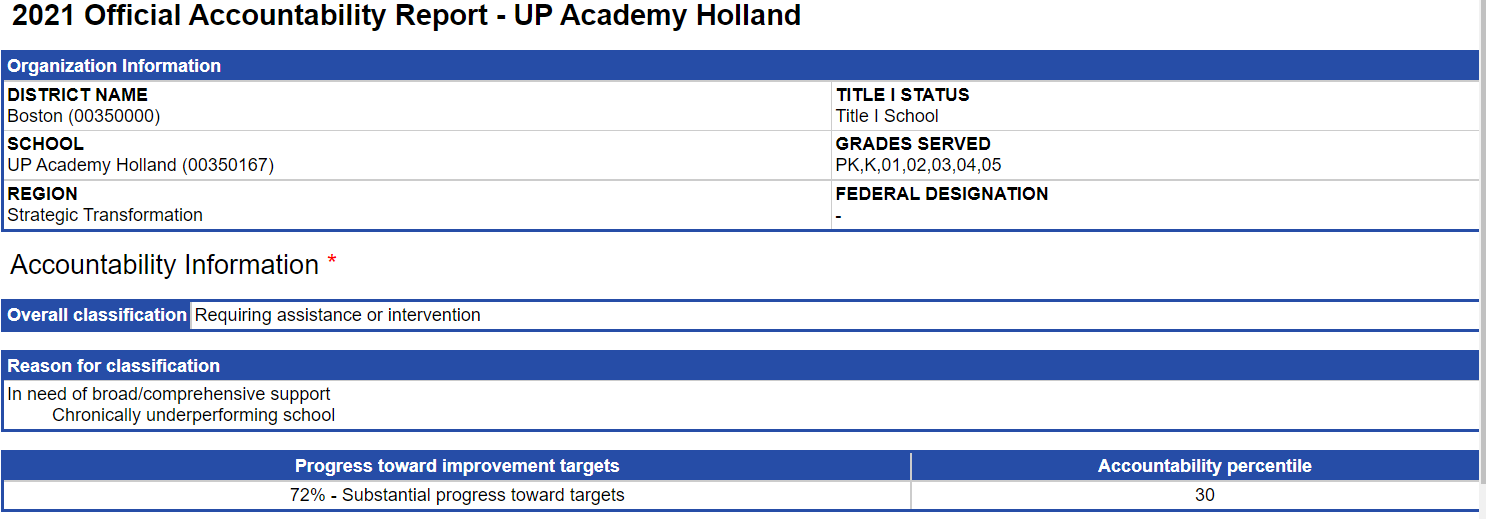 2021 Official Accountability Report - UP Academy Holland
Organization Information
DISTRICT NAME
Boston (00350000)
TITLE I STATUS
Title I School
SCHOOL
UP Academy Holland (00350167)
GRADES SERVED
PK,K,01,02,03,04,05
REGION
Strategic Transformation
FEDERAL DESIGNATION
-
Accountability Information *
Overall classification Requiring assistance or intervention
Reason for classification
In need of broad/comprehensive support
Chronically underperforming school
Progress toward improvement targets Accountability percentile
72% - Substantial progress toward targets 30